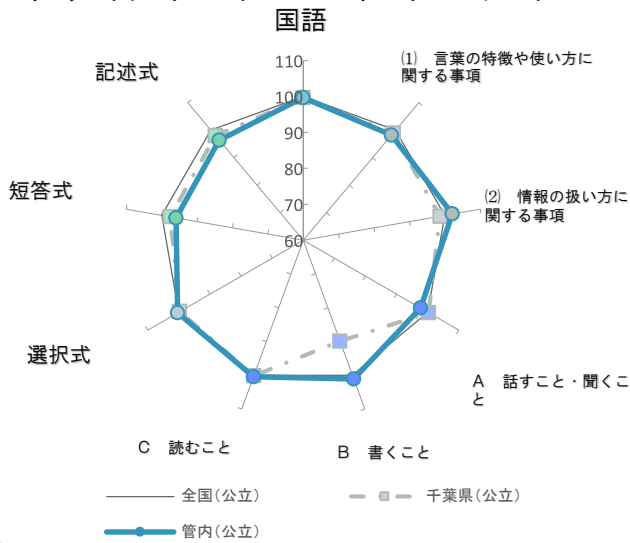 国語
110
100
90
80
70
60
⑴　言葉の特徴や使い方に
関する事項
⑵　情報の扱い方に
関する事項
A　話すこと・聞くこ
と
B　書くこと
C　読むこと
選択式
短答式
記述式
全国(公立)
千葉県(公立)
管内(公立)